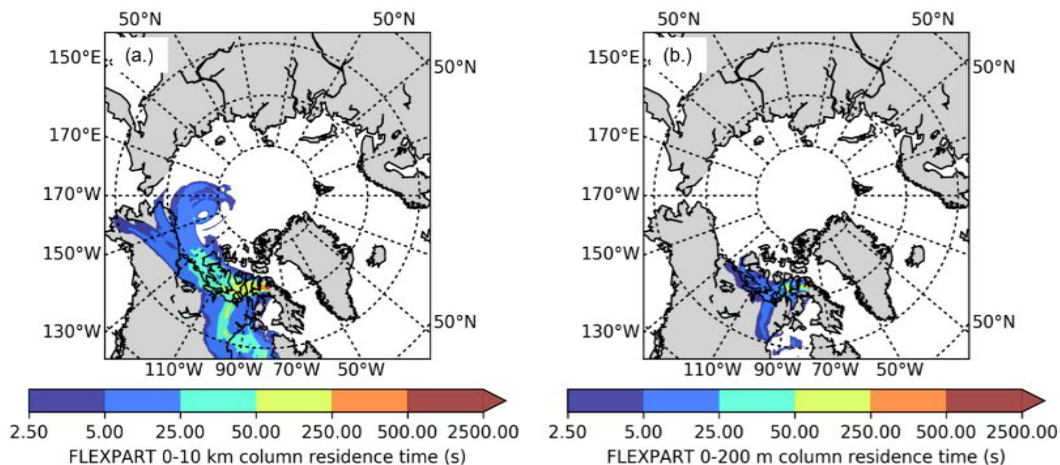 50°N 50°N
(a.)
150°E
50°N
170°E
170°W
150°W
130°W
50°N
110°W 90°W 70°W 50°W
2.50 5.00 25.00 50.00 250.00 500.00 2500.00
FLEXPART 0-10 km column residence time (s)
50°N 50°N
(b.)
150°E
50°N
170°E
170°W
150°W
130°W
50°N
110°W 90°W 70°W 50°W
2.50 5.00 25.00 50.00 250.00 500.00 2500.00
FLEXPART 0-200 m column residence time (s)